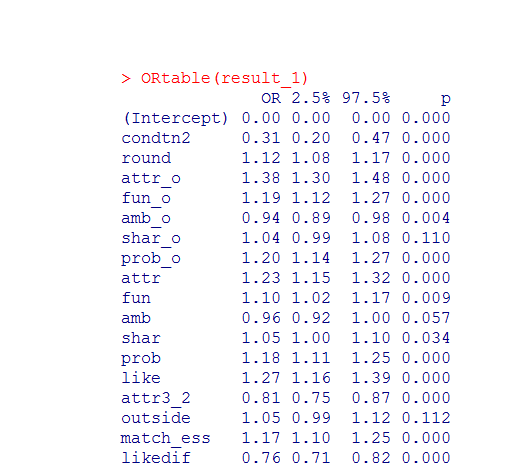 > ORtable(result_1)
OR 2.5% 97.5% p
(Intercept) 0.00 0.00 0.00 0.000
condtn2 0.31 0.20 0.47 0.000
round 1.12 1.08 1.17 0.000
attr_o 1.38 1.30 1.48 0.000
fun_o 1.19 1.12 1.27 0.000
amb_o 0.94 0.89 0.98 0.004
shar_o 1.04 0.99 1.08 0.110
prob_o 1.20 1.14 1.27 0.000
attr 1.23 1.15 1.32 0.000
fun 1.10 1.02 1.17 0.009
amb 0.96 0.92 1.00 0.057
shar 1.05 1.00 1.10 0.034
prob 1.18 1.11 1.25 0.000
like 1.27 1.16 1.39 0.000
attr3_2 0.81 0.75 0.87 0.000
outside 1.05 0.99 1.12 0.112
match_ess 1.17 1.10 1.25 0.000
likedif 0.76 0.71 0.82 0.000